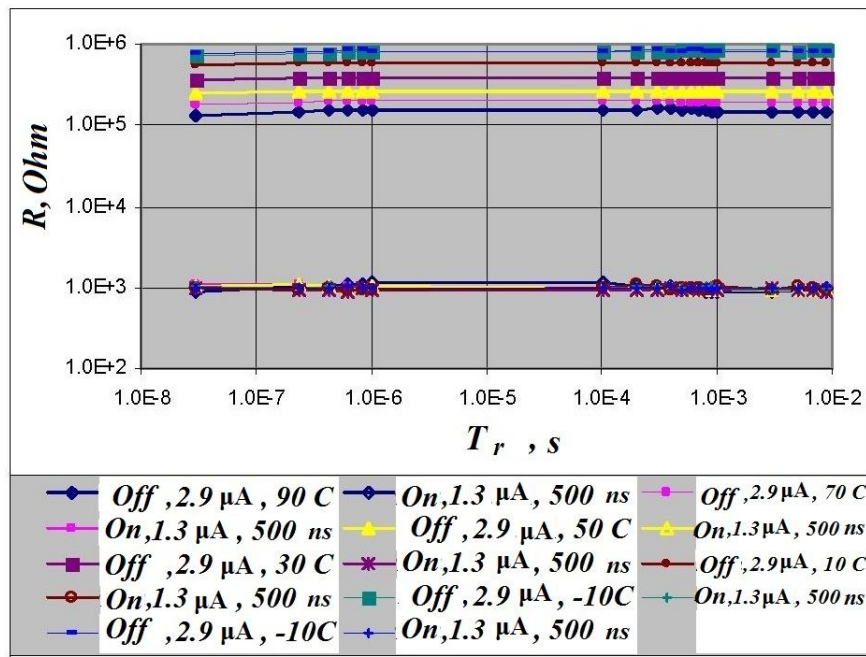 1.0E+6
1.0E+5
1.0E+4
1.0E+3
1.0E+2
R, Ohm
1.0E-8 1.0E-7 1.0E-6 1.0E-5 1.0E-4 1.0E-3 1.0E-2
T r , s
Off ,2.9 µA , 90 C On,1.3 µA , 500 ns Off ,2.9 µA , 70 C
On,1.3 µA , 500 ns Off ,2.9 µA , 50 C On,1.3 µA , 500 ns
Off ,2.9 µA , 30 C On,1.3 µA , 500 ns Off ,2.9 µA , 10 C
On,1.3 µA , 500 ns Off ,2.9 µA , -10C On,1.3 µA , 500 ns
Off ,2.9 µA , -10C On,1.3 µA , 500 ns